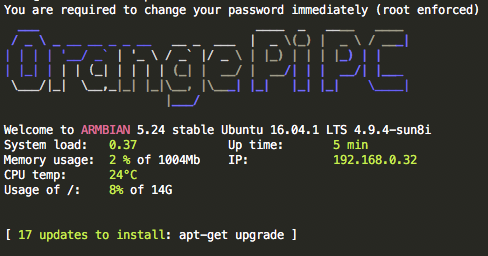 You are required to change your password immediately (root enforced)
OrangePI PC
Welcome to ARMBIAN 5.24 stable Ubuntu 16.04.1 LTS 4.9.4-sun8i
System load: 0.37 Up time: 5 min
Memory usage: 2 % of 1004Mb IP: 192.168.0.32
CPU temp: 24°C
Usage of /: 8% of 14G
[ 17 updates to install: apt-get upgrade ]